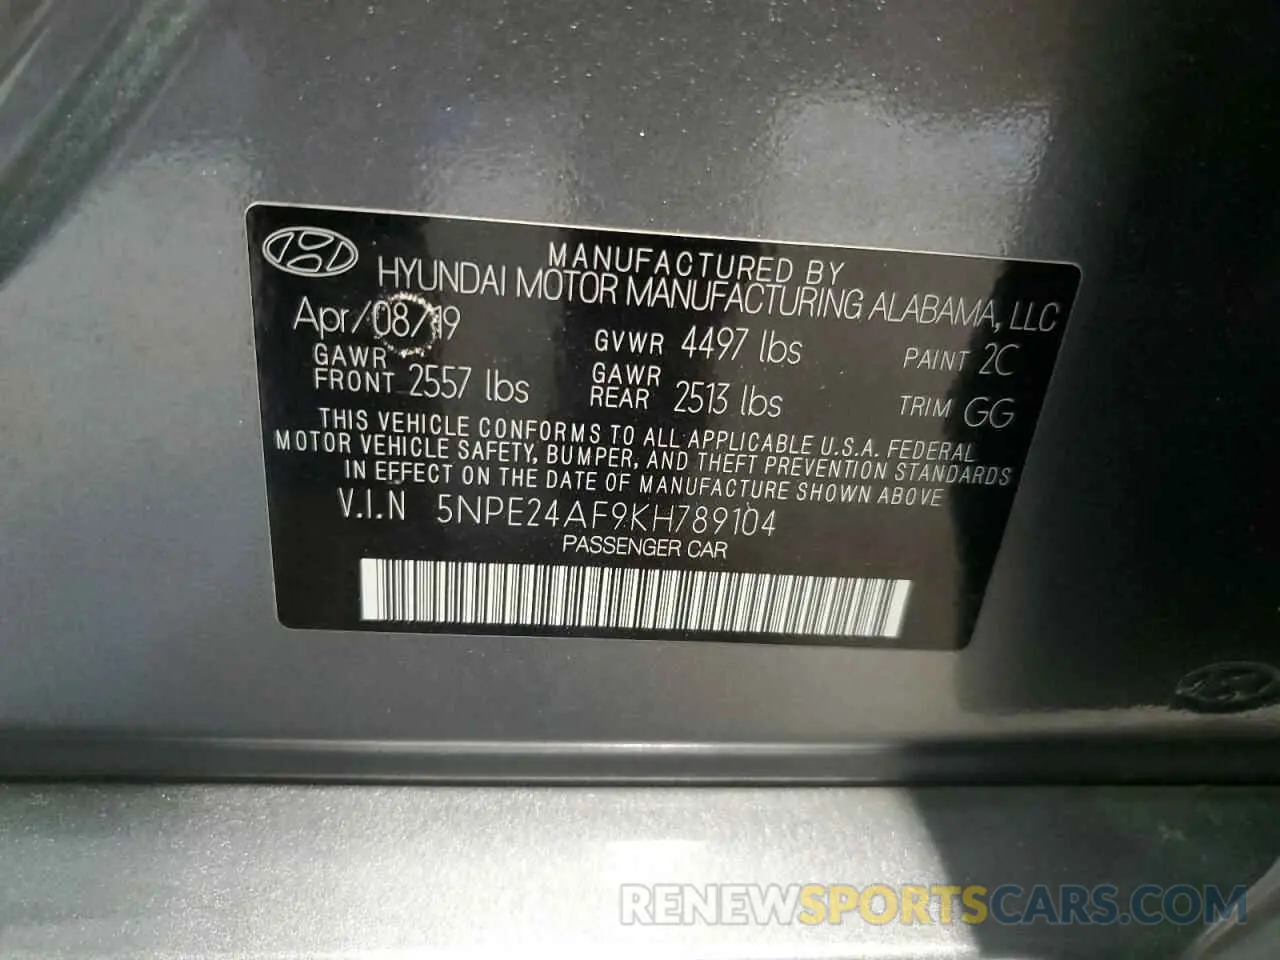 MANUFACTURED BY
HYUNDAI MOTOR MANUFACTURING ALABAMA, LLC
Apr/08/19
GVWR 4497 lbs
PAINT 2C
GAWR
FRONT 2557 lbs
GAWR
REAR 2513 lbs
TRIM GG
THIS VEHICLE CONFORMS TO ALL APPLICABLE U.S.A. FEDERAL
MOTOR VEHICLE SAFETY, BUMPER, AND THEFT PREVENTION STANDARDS
IN EFFECT ON THE DATE OF MANUFACTURE SHOWN ABOVE
V.I.N 5NPE24AF9KH789104
PASSENGER CAR
RENEWSPORTSCARS.COM